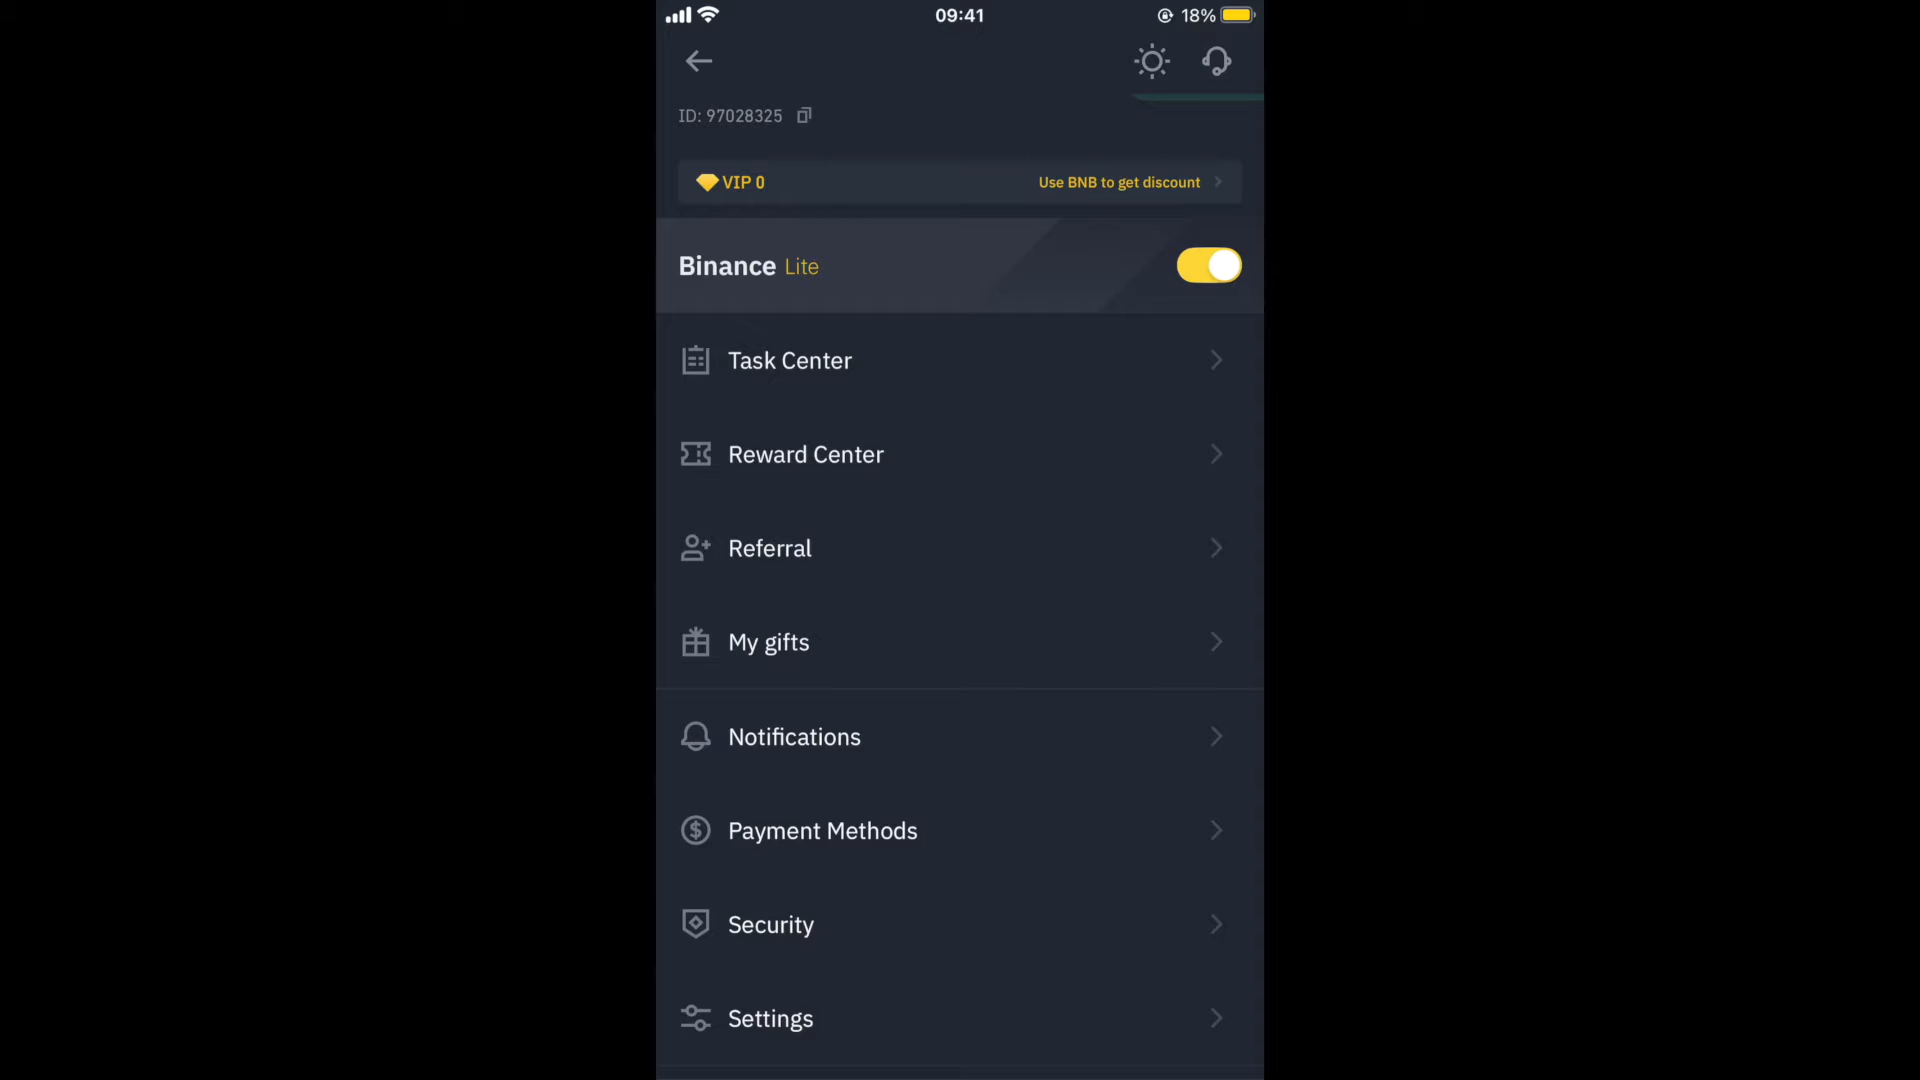 09:41
18%
ID: 97028325
VIP 0
Use BNB to get discount
Binance Lite
Task Center
Reward Center
Referral
My gifts
Notifications
Payment Methods
Security
Settings